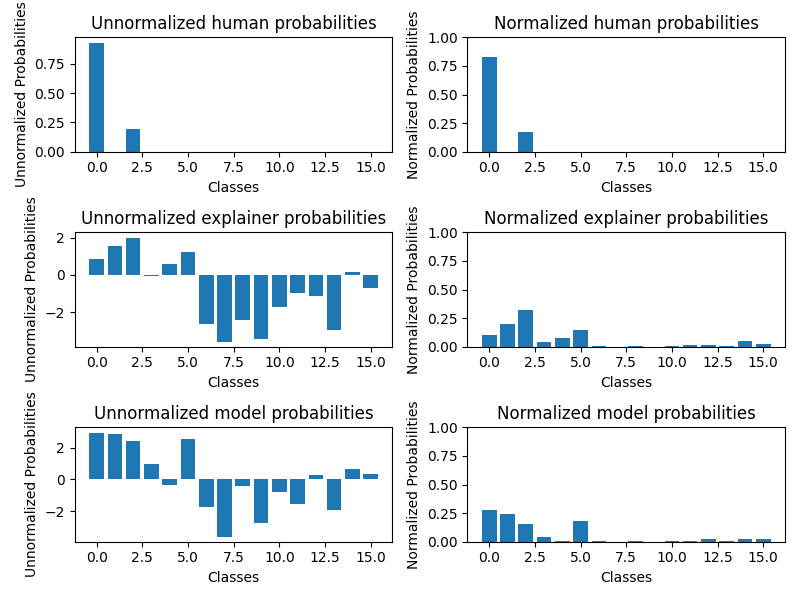 Unnormalized human probabilities
Unnormalized Probabilities
0.75
0.50
0.25
0.00
0.0 2.5 5.0 7.5 10.0 12.5 15.0
Classes
Normalized human probabilities
Normalized Probabilities
1.00
0.75
0.50
0.25
0.00
0.0 2.5 5.0 7.5 10.0 12.5 15.0
Classes
Unnormalized explainer probabilities
Unnormalized Probabilities
2
0
−2
0.0 2.5 5.0 7.5 10.0 12.5 15.0
Classes
Normalized explainer probabilities
Normalized Probabilities
1.00
0.75
0.50
0.25
0.00
0.0 2.5 5.0 7.5 10.0 12.5 15.0
Classes
Unnormalized model probabilities
Unnormalized Probabilities
2
0
−2
0.0 2.5 5.0 7.5 10.0 12.5 15.0
Classes
Normalized model probabilities
Normalized Probabilities
1.00
0.75
0.50
0.25
0.00
0.0 2.5 5.0 7.5 10.0 12.5 15.0
Classes